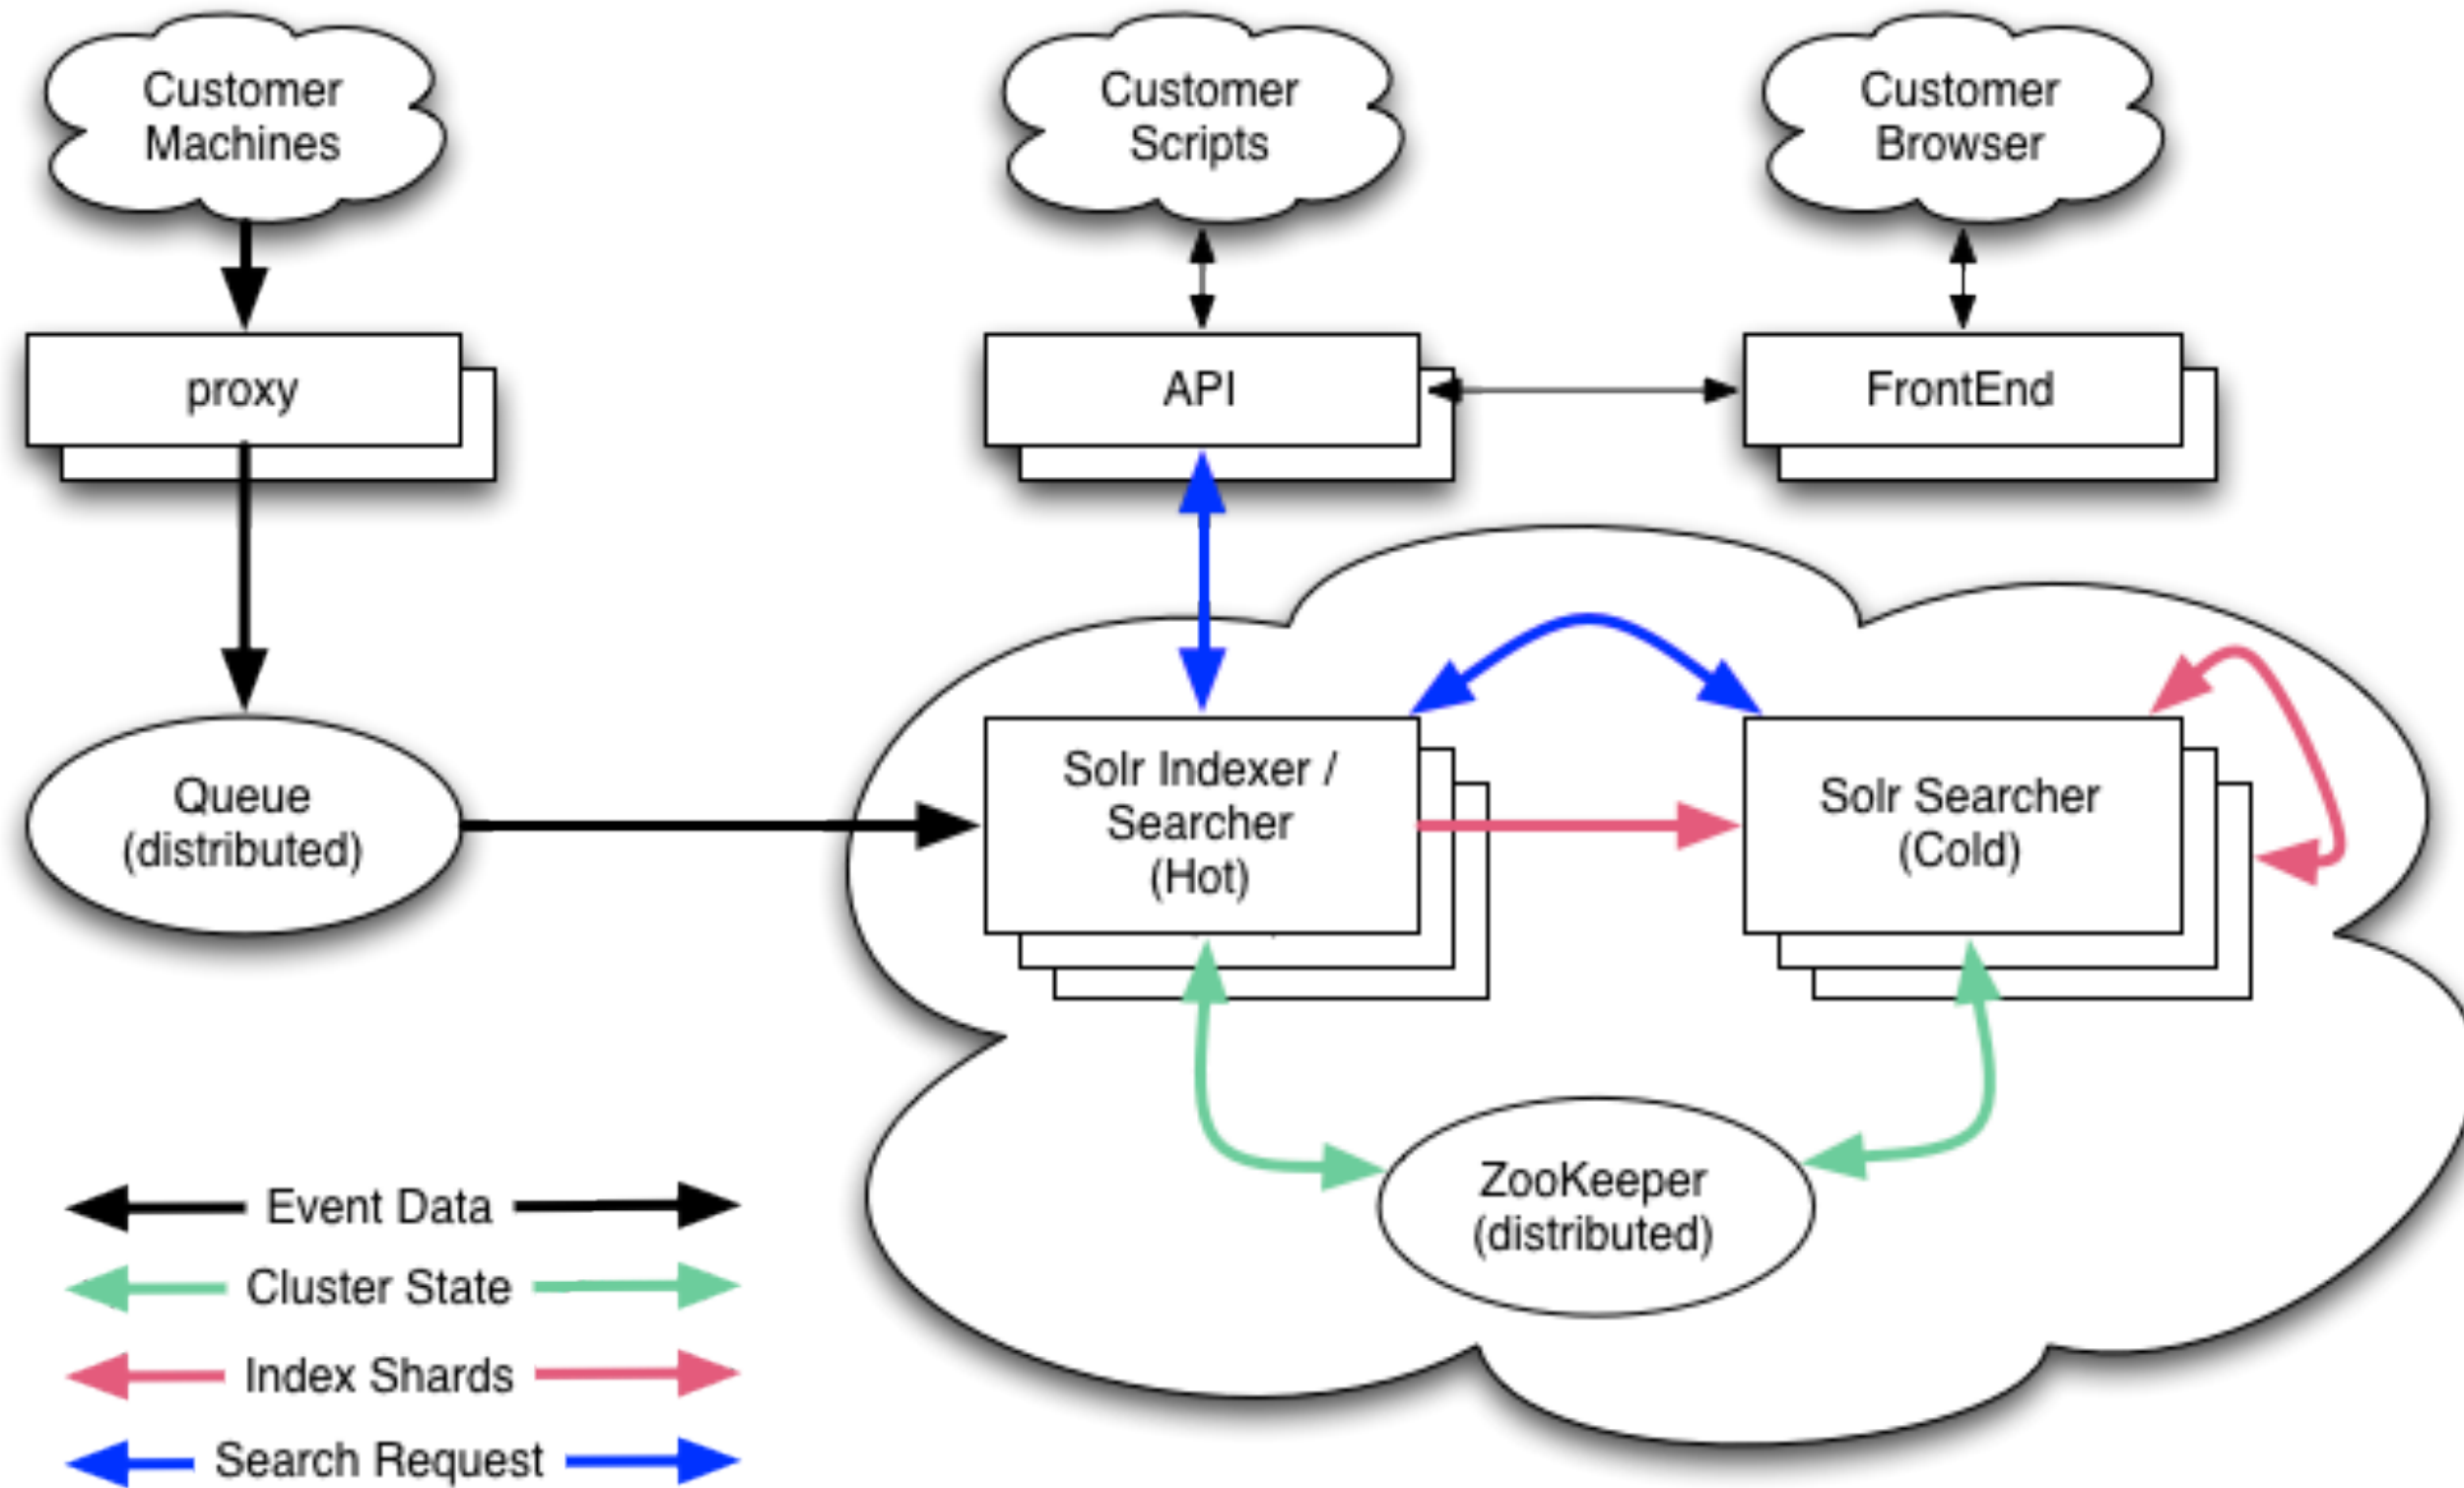 Customer
Machines
Customer
Scripts
Customer
Browser
proxy
API
FrontEnd
Queue
(distributed)
Solr Indexer /
Searcher
(Hot)
Solr Searcher
(Cold)
ZooKeeper
(distributed)
Event Data
Cluster State
Index Shards
Search Request